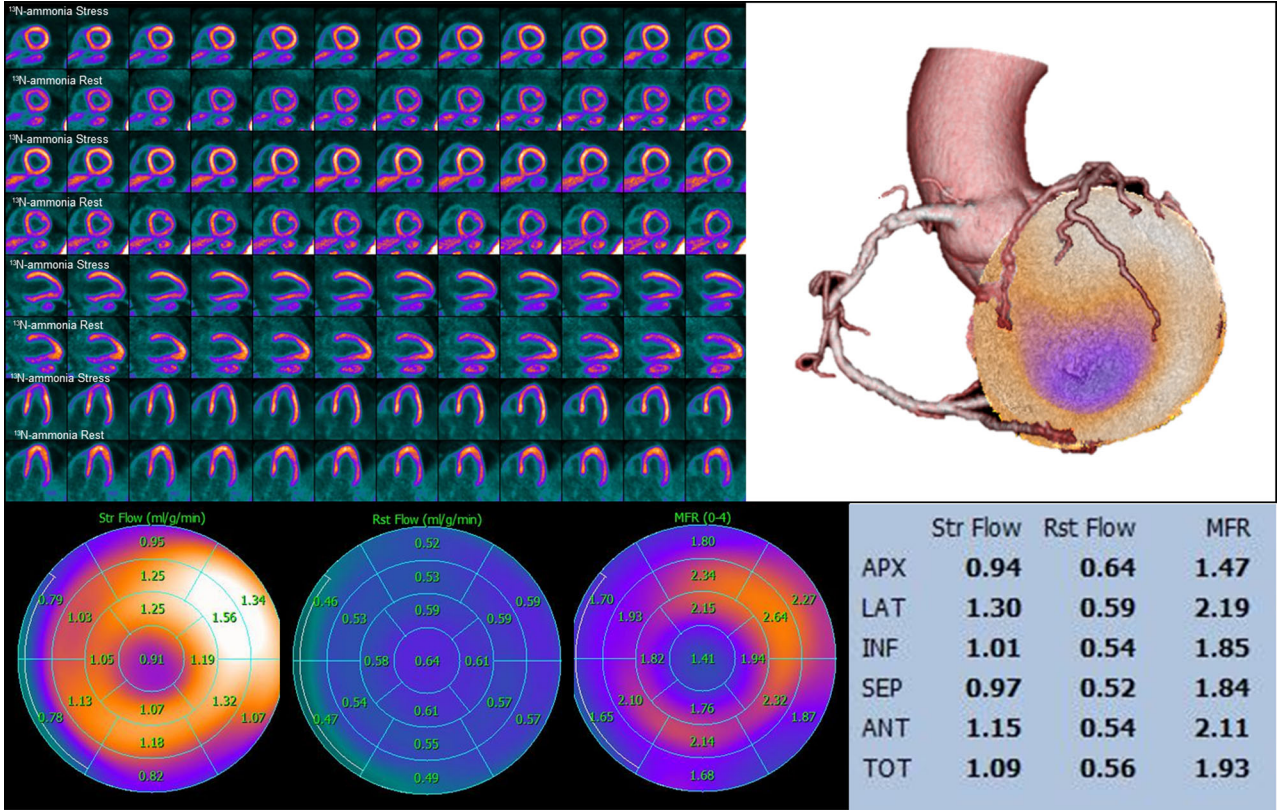 ¹³N-ammonia Stress
¹³N-ammonia Rest
¹³N-ammonia Stress
¹³N-ammonia Rest
¹³N-ammonia Stress
¹³N-ammonia Rest
¹³N-ammonia Stress
¹³N-ammonia Rest
Str Flow (ml/g/min)
0.95
1.25
0.79 1.03 1.25 1.56 1.34
1.05 0.91 1.19
0.78 1.13 1.07 1.32 1.07
1.18
0.82
Rst Flow (ml/g/min)
0.52
0.53
0.46 0.53 0.59 0.59 0.59
0.58 0.64 0.61
0.47 0.54 0.61 0.57 0.57
0.55
0.49
MFR (0-4)
1.80
2.34
1.70 1.93 2.15 2.64 2.27
1.82 1.41 1.94
1.65 2.10 1.76 2.32 1.87
2.14
1.68
Str Flow Rst Flow MFR
APX 0.94 0.64 1.47
LAT 1.30 0.59 2.19
INF 1.01 0.54 1.85
SEP 0.97 0.52 1.84
ANT 1.15 0.54 2.11
TOT 1.09 0.56 1.93